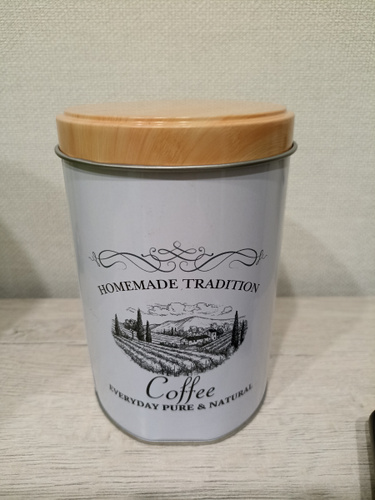 HOMEMADE TRADITION
Coffee
EVERYDAY PURE & NATURAL